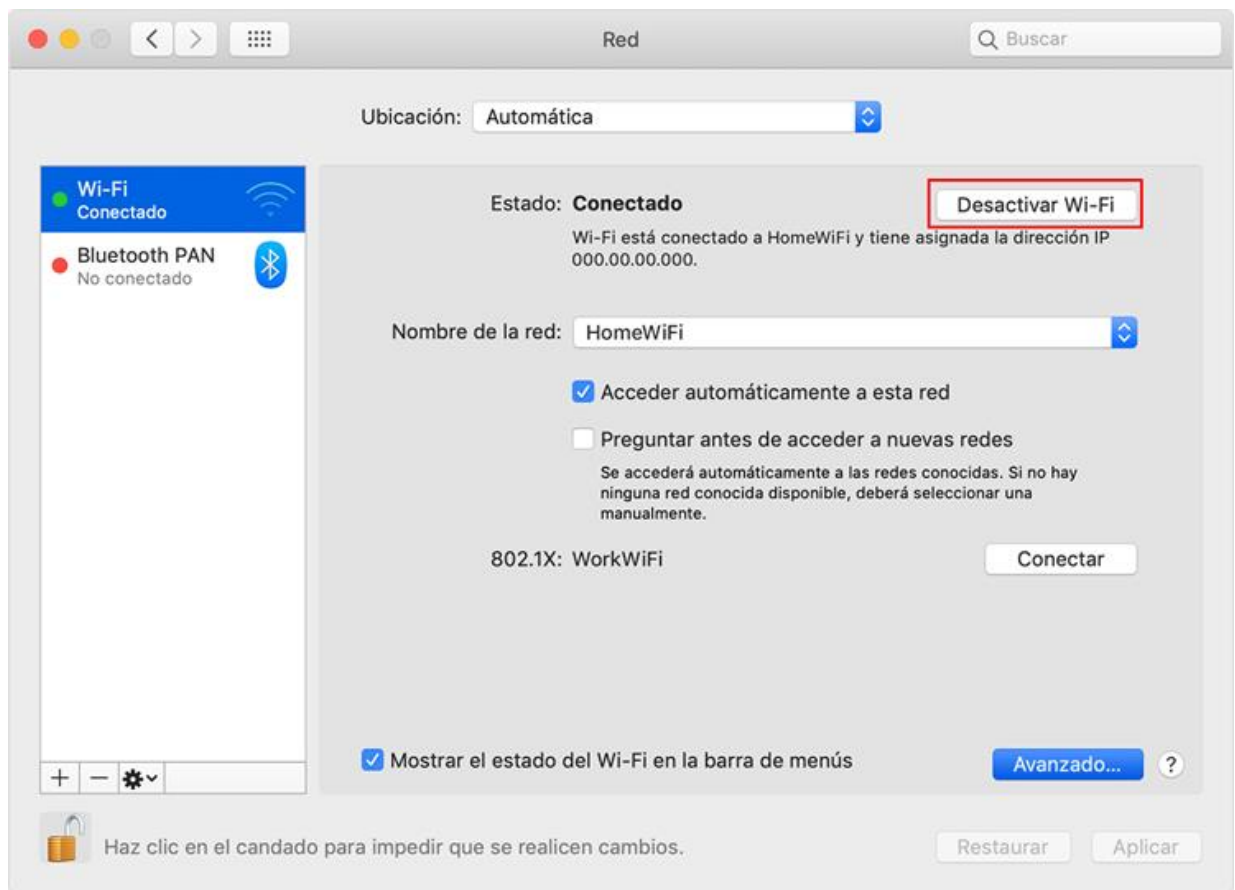 Red
Buscar
Ubicación: Automática
Wi-Fi
Conectado
Bluetooth PAN
No conectado
Estado: Conectado
Desactivar Wi-Fi
Wi-Fi está conectado a HomeWiFi y tiene asignada la dirección IP
000.00.00.000.
Nombre de la red: HomeWiFi
Acceder automáticamente a esta red
Preguntar antes de acceder a nuevas redes
Se accederá automáticamente a las redes conocidas. Si no hay
ninguna red conocida disponible, deberá seleccionar una
manualmente.
802.1X: WorkWiFi
Conectar
Mostrar el estado del Wi-Fi en la barra de menús
Avanzado...
?
Haz clic en el candado para impedir que se realicen cambios.
Restaurar
Aplicar